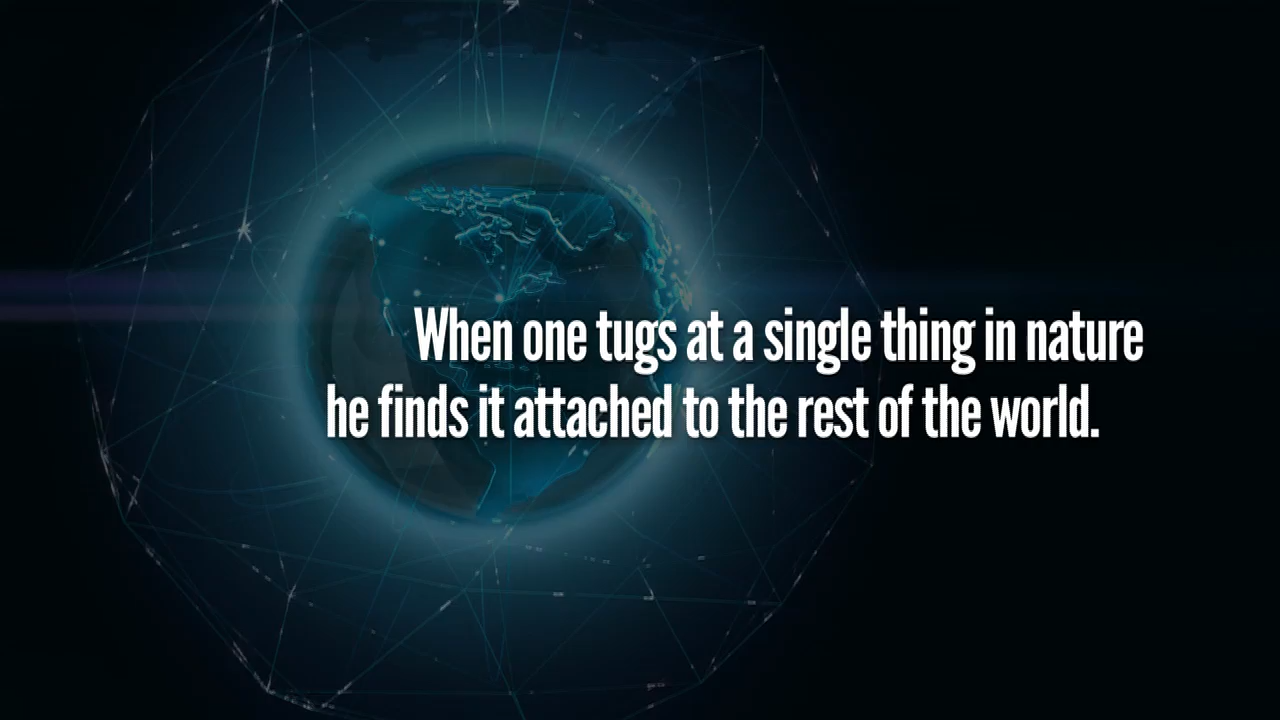 When one tugs at a single thing in nature
he finds it attached to the rest of the world.